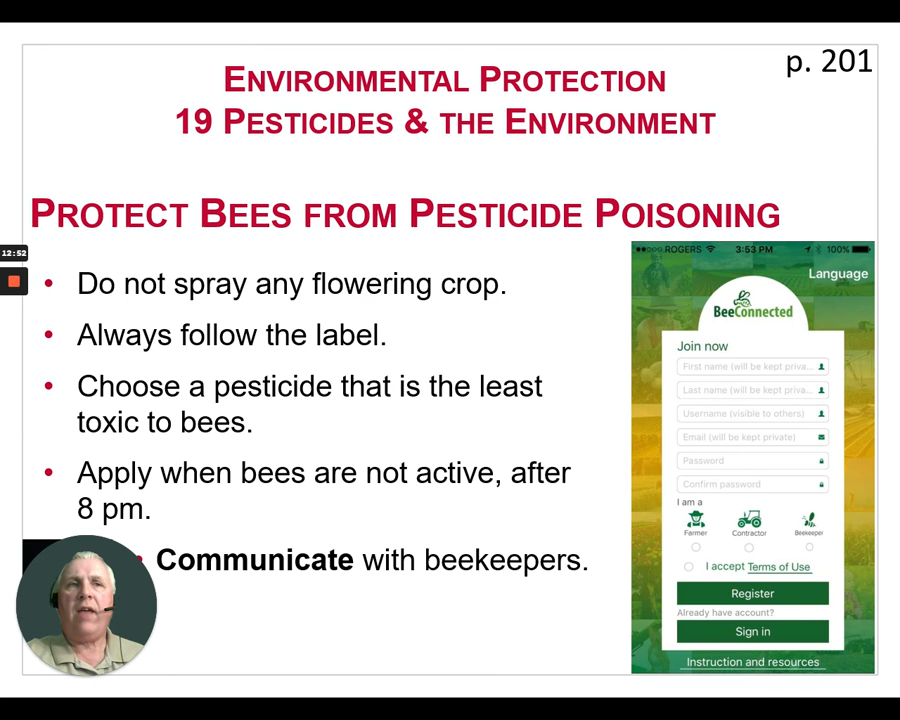 p. 201
ENVIRONMENTAL PROTECTION
19 PESTICIDES & THE ENVIRONMENT
PROTECT BEES FROM PESTICIDE POISONING
12:52
• Do not spray any flowering crop.
• Always follow the label.
• Choose a pesticide that is the least
toxic to bees.
• Apply when bees are not active, after
8 pm.
• Communicate with beekeepers.
ROGERS 3:53 PM 100%
Language
BeeConnected
Join now
First name (will be kept priva...
Last name (will be kept priva...
Username (visible to others)
Email (will be kept private)
Password
Confirm password
I am a
Farmer Contractor Beekeeper
I accept Terms of Use
Register
Already have account?
Sign in
Instruction and resources